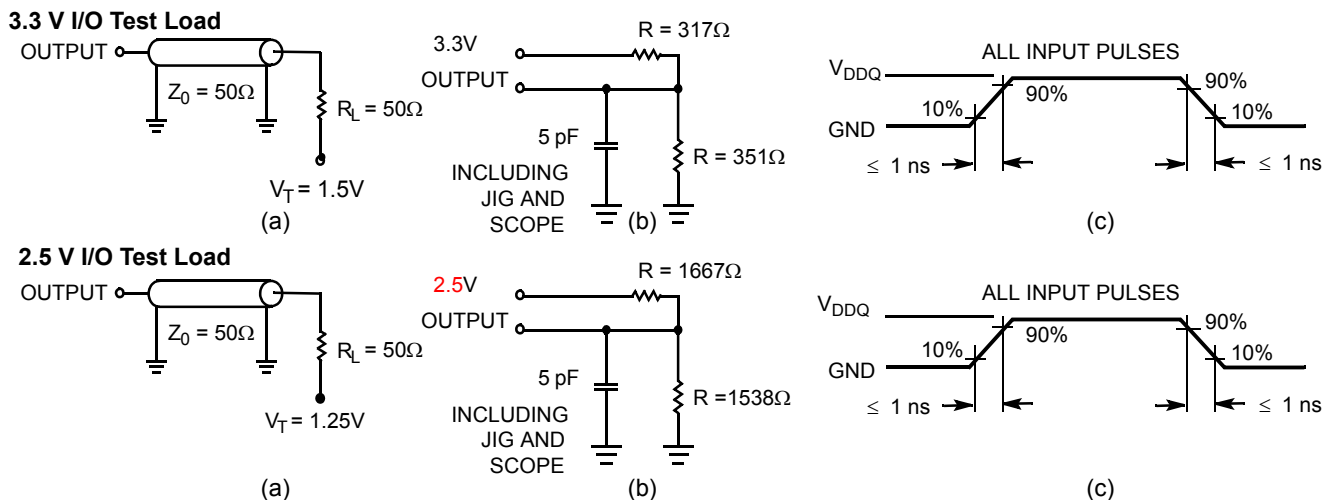 3.3 V I/O Test Load
OUTPUT
Z0 = 50Ω
RL = 50Ω
VT = 1.5V
(a)
3.3V
OUTPUT
R = 317Ω
5 pF
INCLUDING
JIG AND
SCOPE
R = 351Ω
(b)
ALL INPUT PULSES
VDDQ
GND
10%
90%
90%
10%
≤ 1 ns
≤ 1 ns
(c)
2.5 V I/O Test Load
OUTPUT
Z0 = 50Ω
RL = 50Ω
VT = 1.25V
(a)
2.5V
OUTPUT
R = 1667Ω
5 pF
INCLUDING
JIG AND
SCOPE
R =1538Ω
(b)
ALL INPUT PULSES
VDDQ
GND
10%
90%
90%
10%
≤ 1 ns
≤ 1 ns
(c)